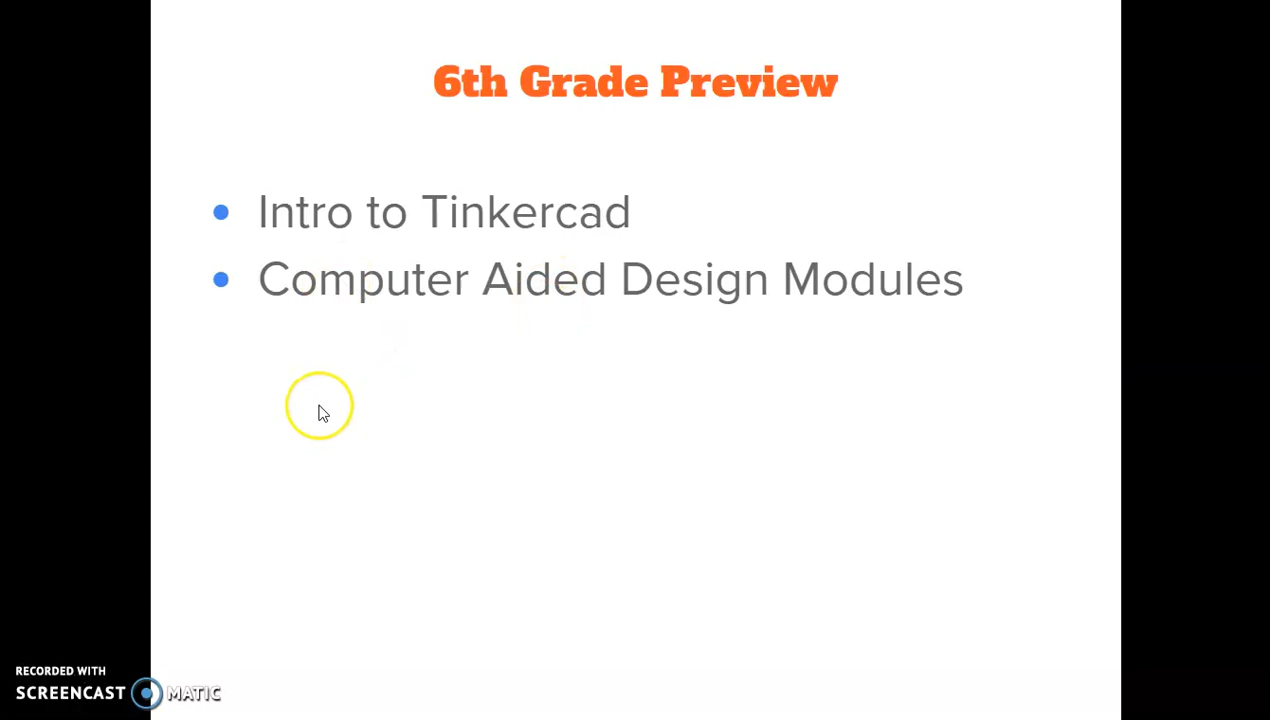 6th Grade Preview
Intro to Tinkercad
Computer Aided Design Modules
RECORDED WITH
SCREENCAST MATIC